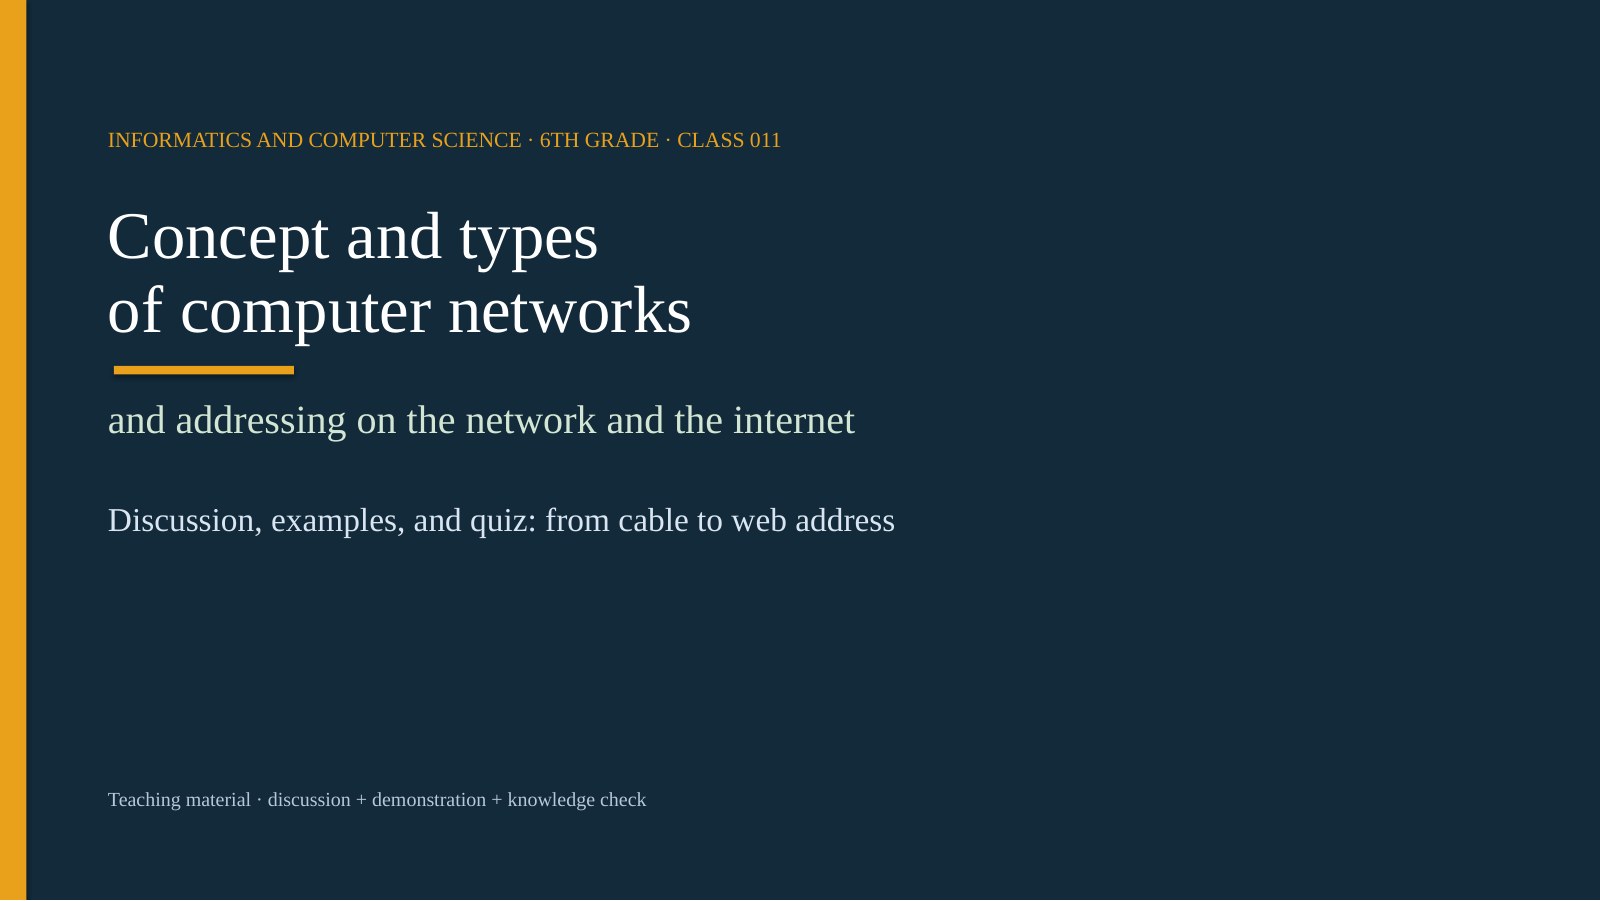 INFORMATICS AND COMPUTER SCIENCE · 6TH GRADE · CLASS 011
Concept and types
of computer networks
and addressing on the network and the internet
Discussion, examples, and quiz: from cable to web address
Teaching material · discussion + demonstration + knowledge check